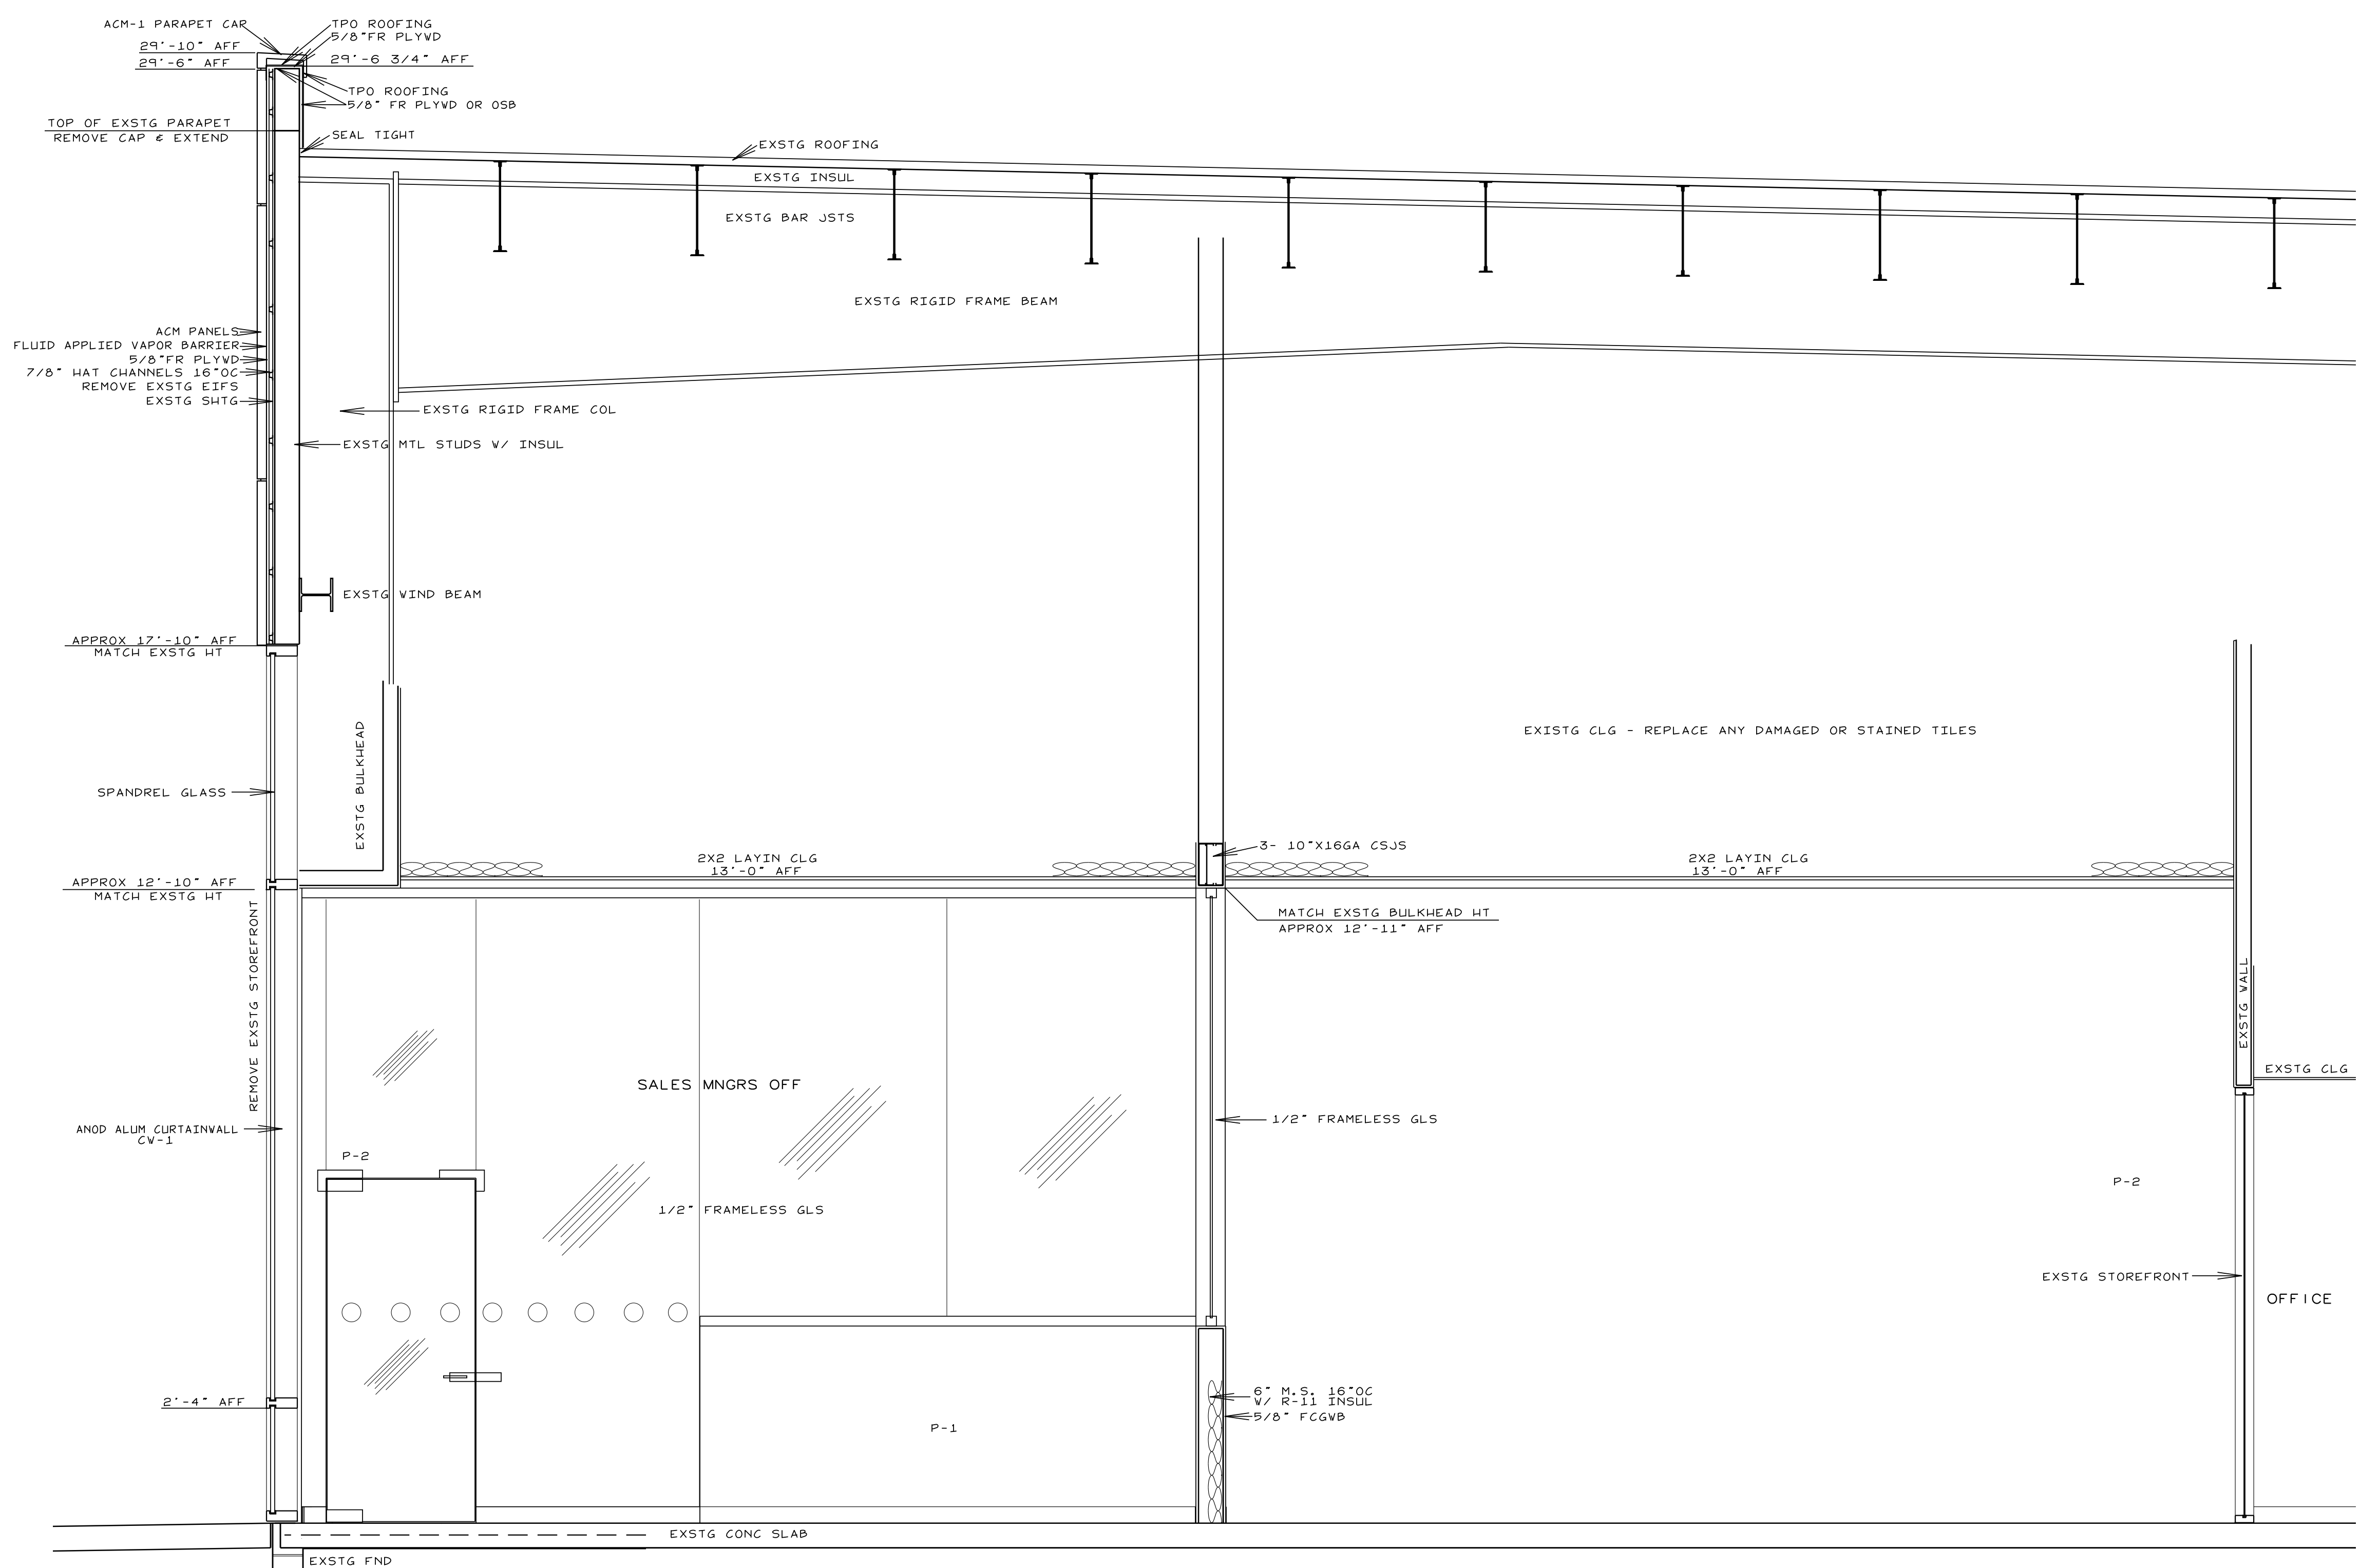 ACM-1 PARAPET CAR
TPO ROOFING
5/8"FR PLYWD
29'-10" AFF
29'-6" AFF
29'-6 3/4" AFF
TPO ROOFING
5/8" FR PLYWD OR OSB
TOP OF EXSTG PARAPET
REMOVE CAP & EXTEND
SEAL TIGHT
EXSTG ROOFING
EXSTG INSUL
EXSTG BAR JSTS
EXSTG RIGID FRAME BEAM
ACM PANELS
FLUID APPLIED VAPOR BARRIER
5/8"FR PLYWD
7/8" HAT CHANNELS 16"OC
REMOVE EXSTG EIFS
EXSTG SHTG
EXSTG RIGID FRAME COL
EXSTG MTL STUDS W/ INSUL
EXSTG WIND BEAM
APPROX 17'-10" AFF
MATCH EXSTG HT
EXSTG BULKHEAD
EXISTG CLG - REPLACE ANY DAMAGED OR STAINED TILES
SPANDREL GLASS
3- 10"X16GA CSJS
2X2 LAYIN CLG
13'-0" AFF
2X2 LAYIN CLG
13'-0" AFF
APPROX 12'-10" AFF
MATCH EXSTG HT
MATCH EXSTG BULKHEAD HT
APPROX 12'-11" AFF
REMOVE EXSTG STOREFRONT
EXSTG WALL
EXSTG CLG
SALES MNGRS OFF
1/2" FRAMELESS GLS
ANOD ALUM CURTAINWALL
CW-1
P-2
P-2
1/2" FRAMELESS GLS
EXSTG STOREFRONT
OFFICE
2'-4" AFF
6" M.S. 16"OC
W/ R-11 INSUL
5/8" FCGWB
P-1
EXSTG CONC SLAB
EXSTG FND